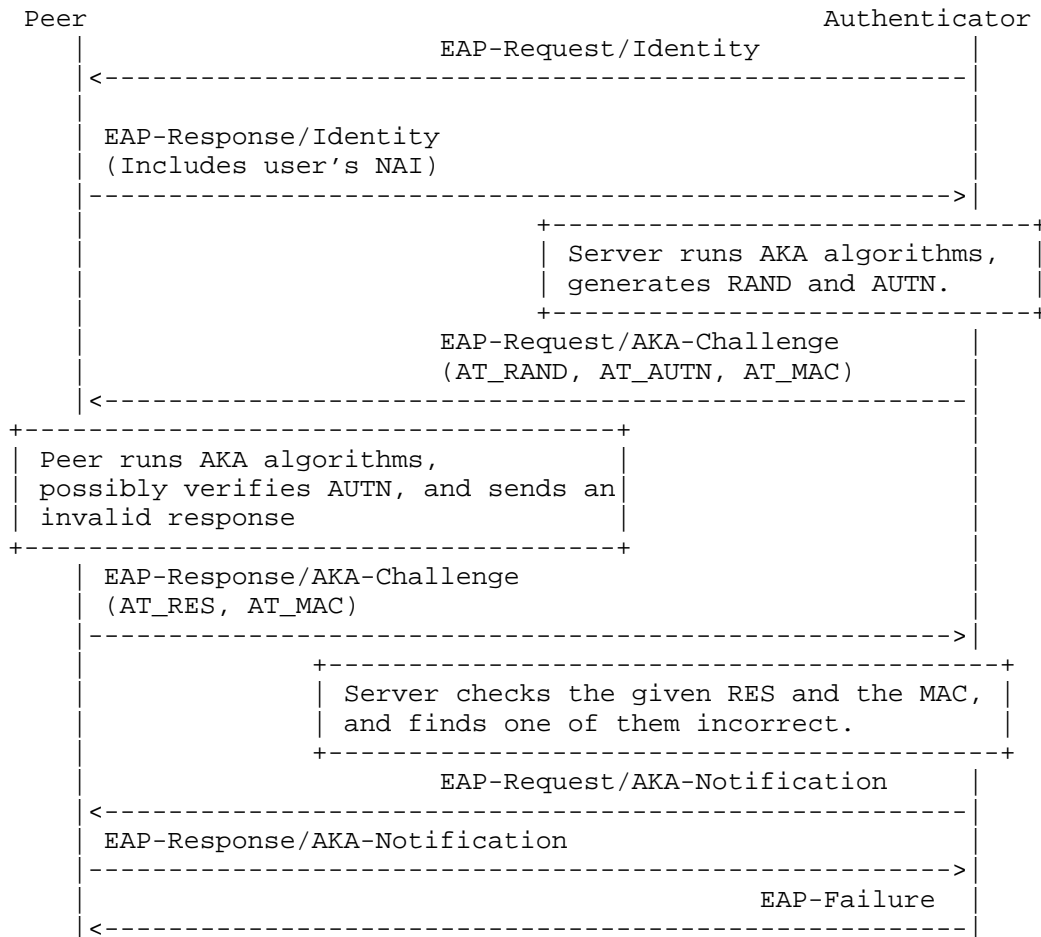 Peer Authenticator
EAP-Request/Identity
EAP-Response/Identity
(Includes user's NAI)
Server runs AKA algorithms,
generates RAND and AUTN.
EAP-Request/AKA-Challenge
(AT_RAND, AT_AUTN, AT_MAC)
Peer runs AKA algorithms,
possibly verifies AUTN, and sends an
invalid response
EAP-Response/AKA-Challenge
(AT_RES, AT_MAC)
Server checks the given RES and the MAC,
and finds one of them incorrect.
EAP-Request/AKA-Notification
EAP-Response/AKA-Notification
EAP-Failure